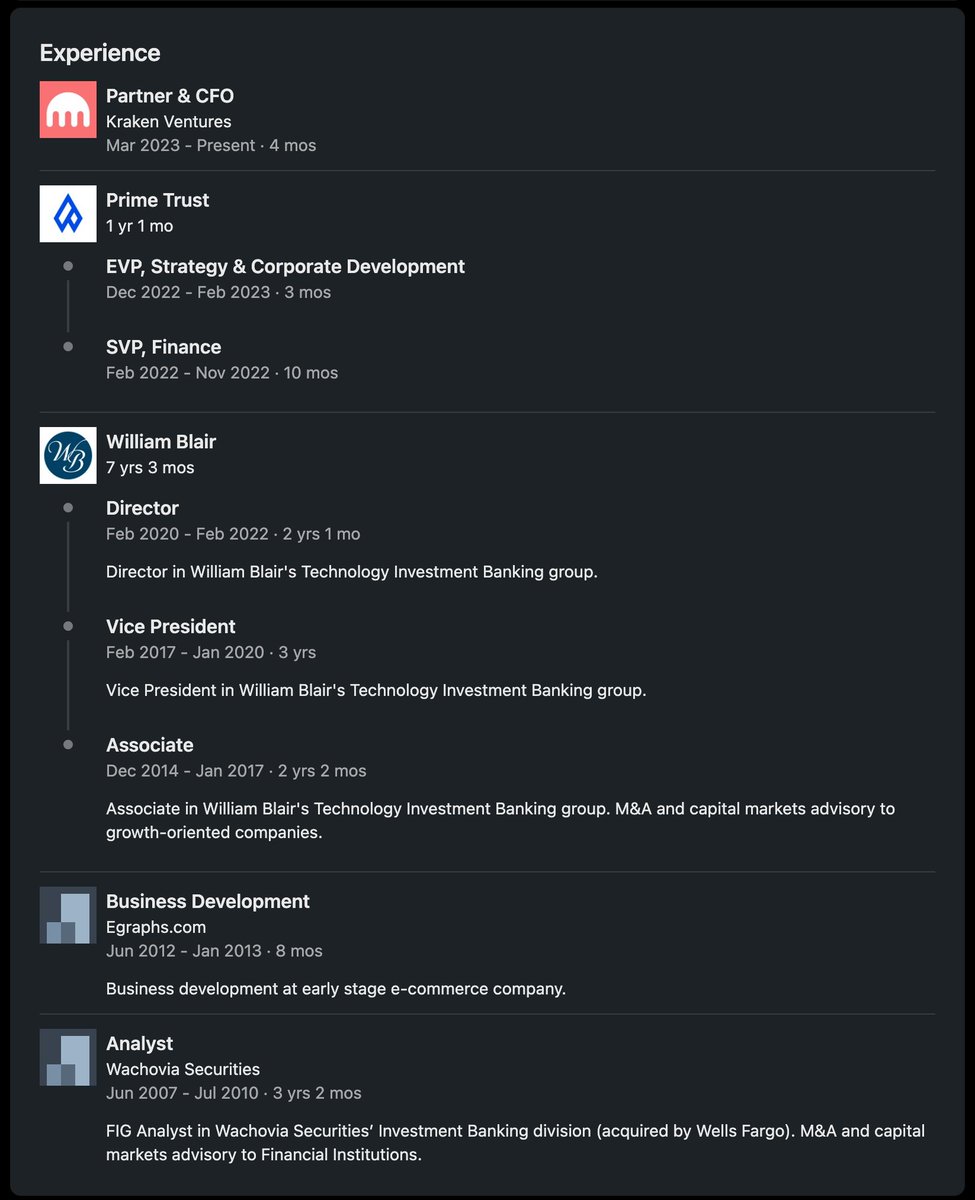 Experience
Partner & CFO
Kraken Ventures
Mar 2023 - Present · 4 mos
Prime Trust
1 yr 1 mo
EVP, Strategy & Corporate Development
Dec 2022 - Feb 2023 · 3 mos
SVP, Finance
Feb 2022 - Nov 2022 · 10 mos
WB
William Blair
7 yrs 3 mos
Director
Feb 2020 - Feb 2022 · 2 yrs 1 mo
Director in William Blair's Technology Investment Banking group.
Vice President
Feb 2017 - Jan 2020 · 3 yrs
Vice President in William Blair's Technology Investment Banking group.
Associate
Dec 2014 - Jan 2017 · 2 yrs 2 mos
Associate in William Blair's Technology Investment Banking group. M&A and capital markets advisory to
growth-oriented companies.
Business Development
Egraphs.com
Jun 2012 - Jan 2013 · 8 mos
Business development at early stage e-commerce company.
Analyst
Wachovia Securities
Jun 2007 - Jul 2010 · 3 yrs 2 mos
FIG Analyst in Wachovia Securities’ Investment Banking division (acquired by Wells Fargo). M&A and capital
markets advisory to Financial Institutions.